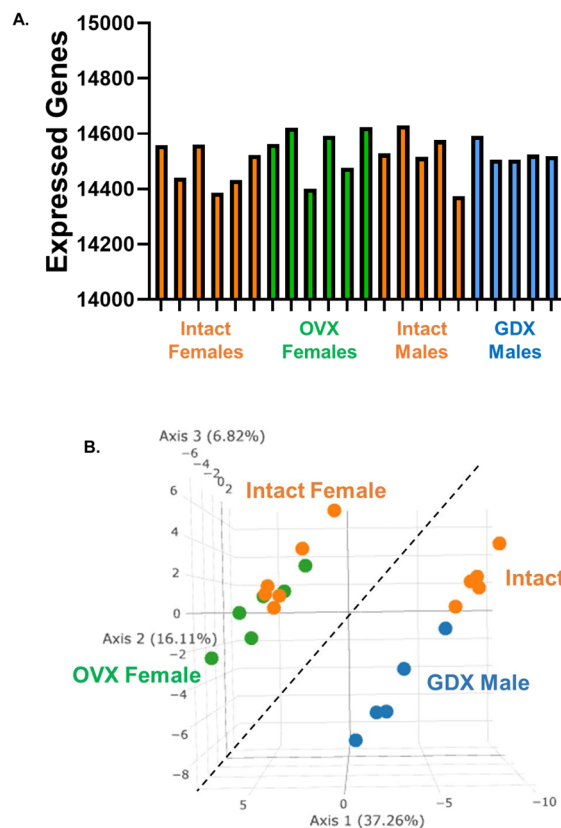 A.
Expressed Genes
15000
14800
14600
14400
14200
14000
Intact
Females
OVX
Females
Intact
Males
GDX
Males
B.
Axis 3 (6.82%)
−6
−4
−2
0
2
6
4
2
0
−2
−4
−6
−8
Intact Female
Intact
Axis 2 (16.11%)
OVX Female
GDX Male
5
0
−5
−10
Axis 1 (37.26%)